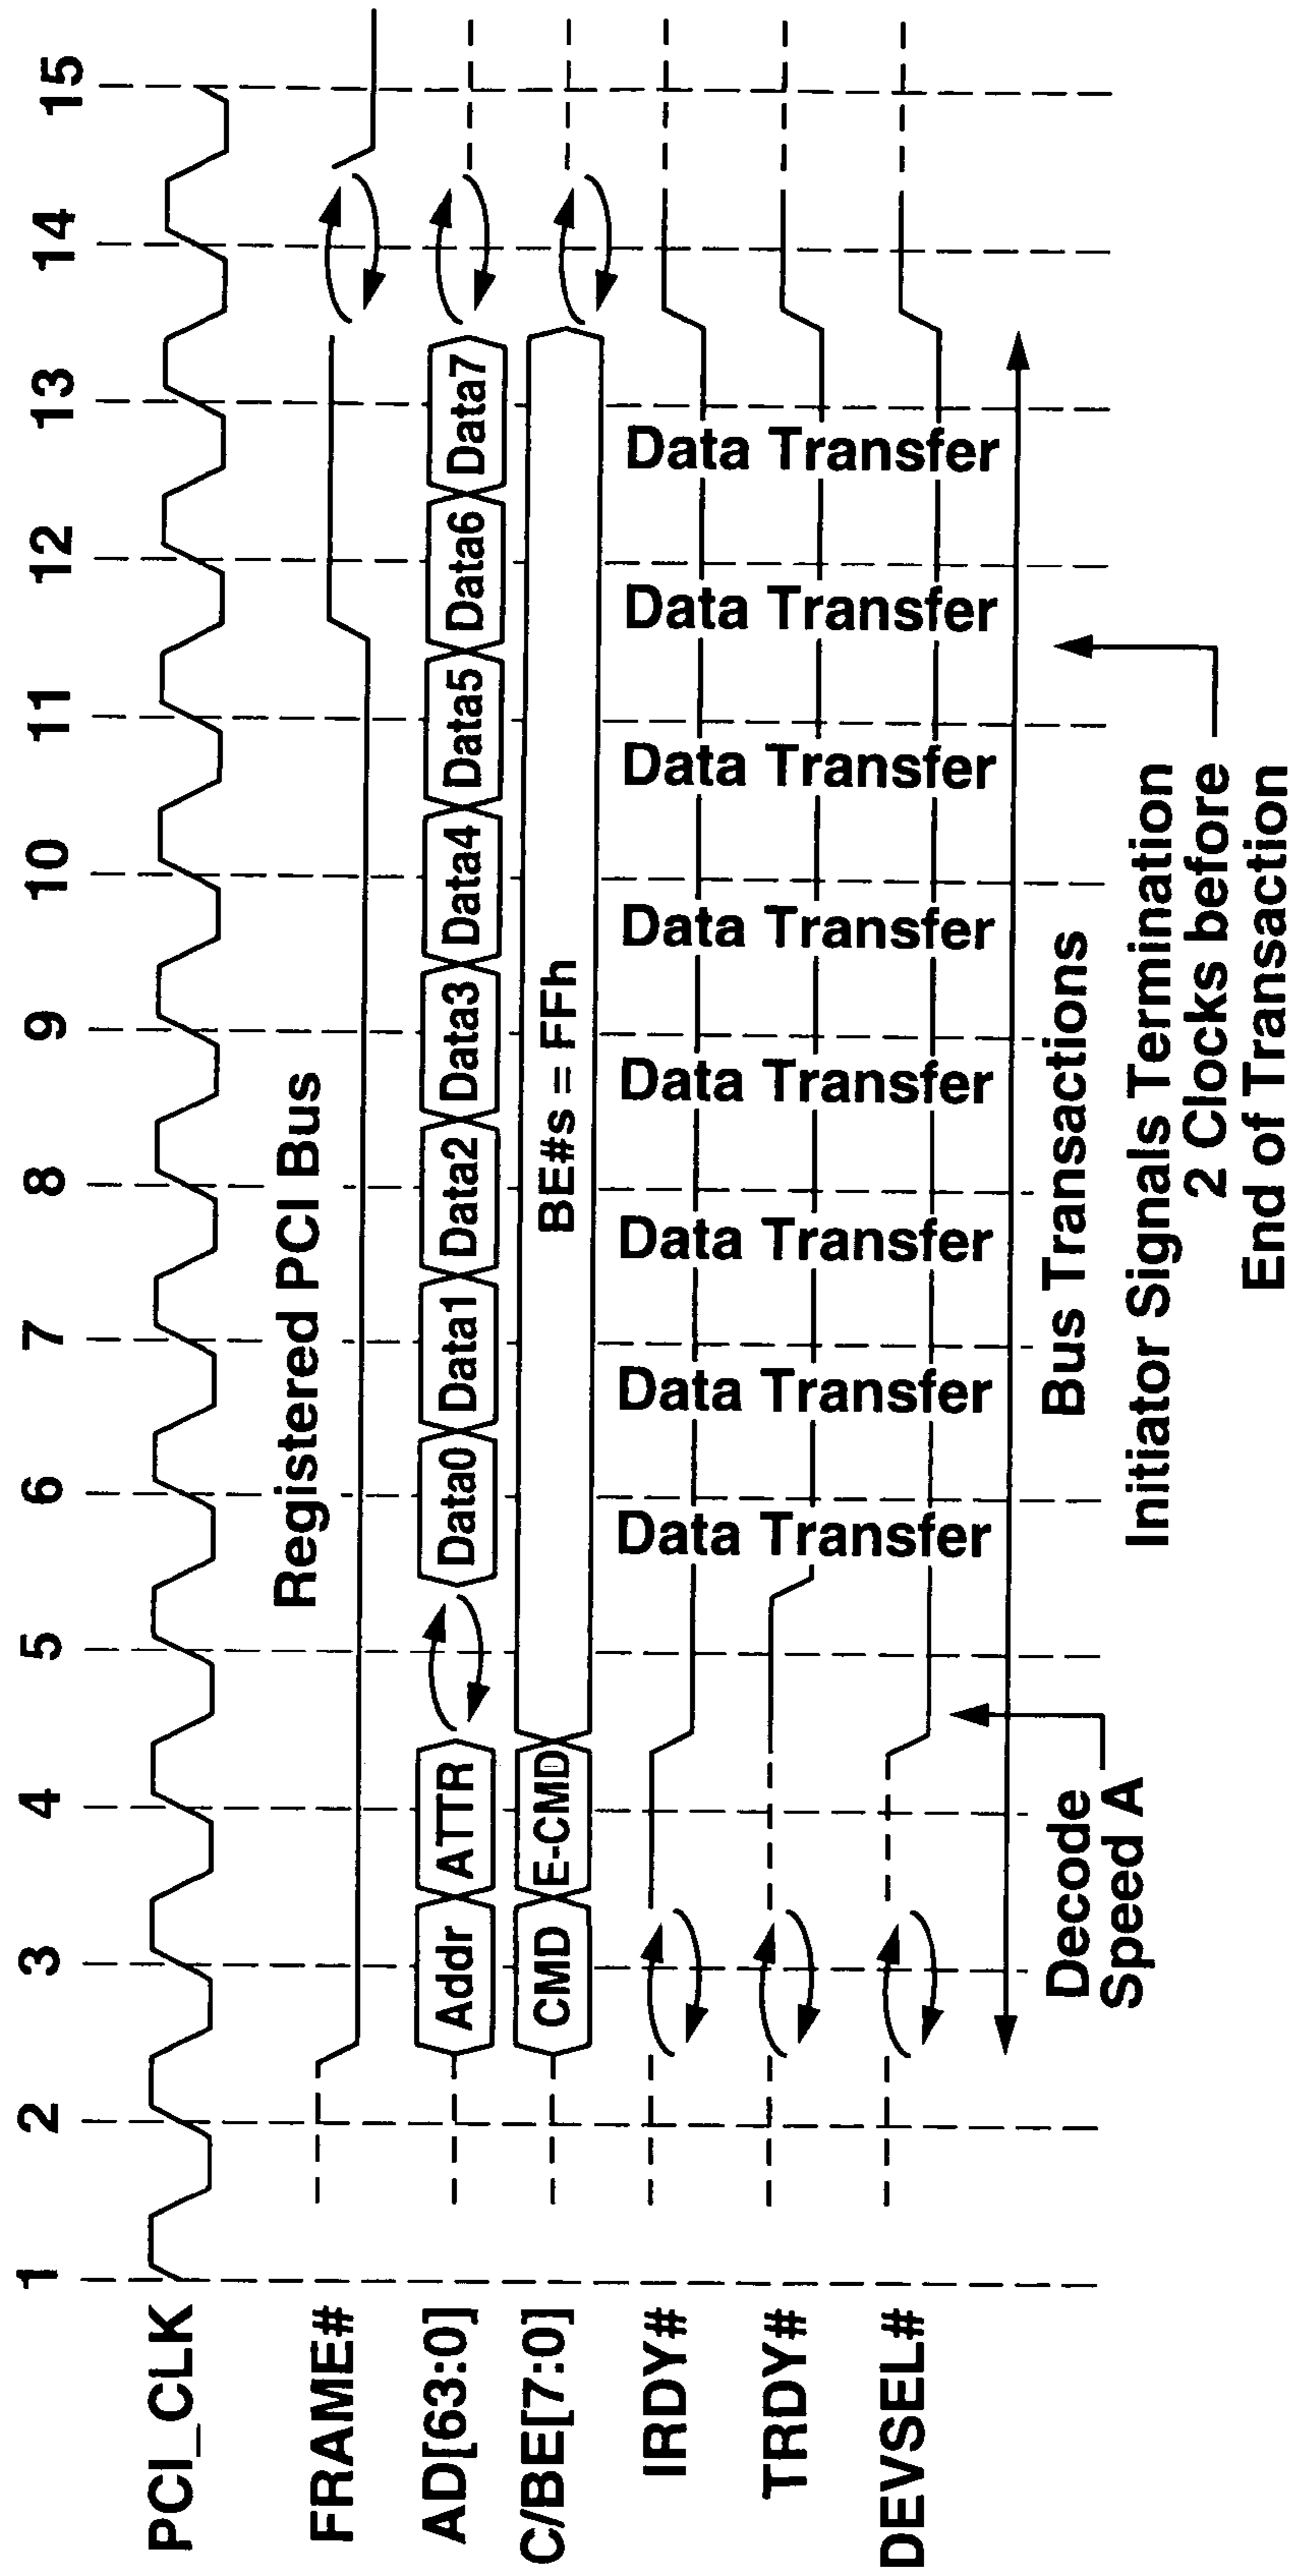 1 2 3 4 5 6 7 8 9 10 11 12 13 14 15
PCI_CLK
Registered PCI Bus
FRAME#
AD[63:0] Addr ATTR Data0 Data1 Data2 Data3 Data4 Data5 Data6 Data7
C/BE[7:0] CMD E-CMD BE#s = FFh
IRDY#
TRDY#
DEVSEL#
Data Transfer Data Transfer Data Transfer Data Transfer Data Transfer Data Transfer Data Transfer Data Transfer
Decode
Speed A
Bus Transactions
Initiator Signals Termination
2 Clocks before
End of Transaction